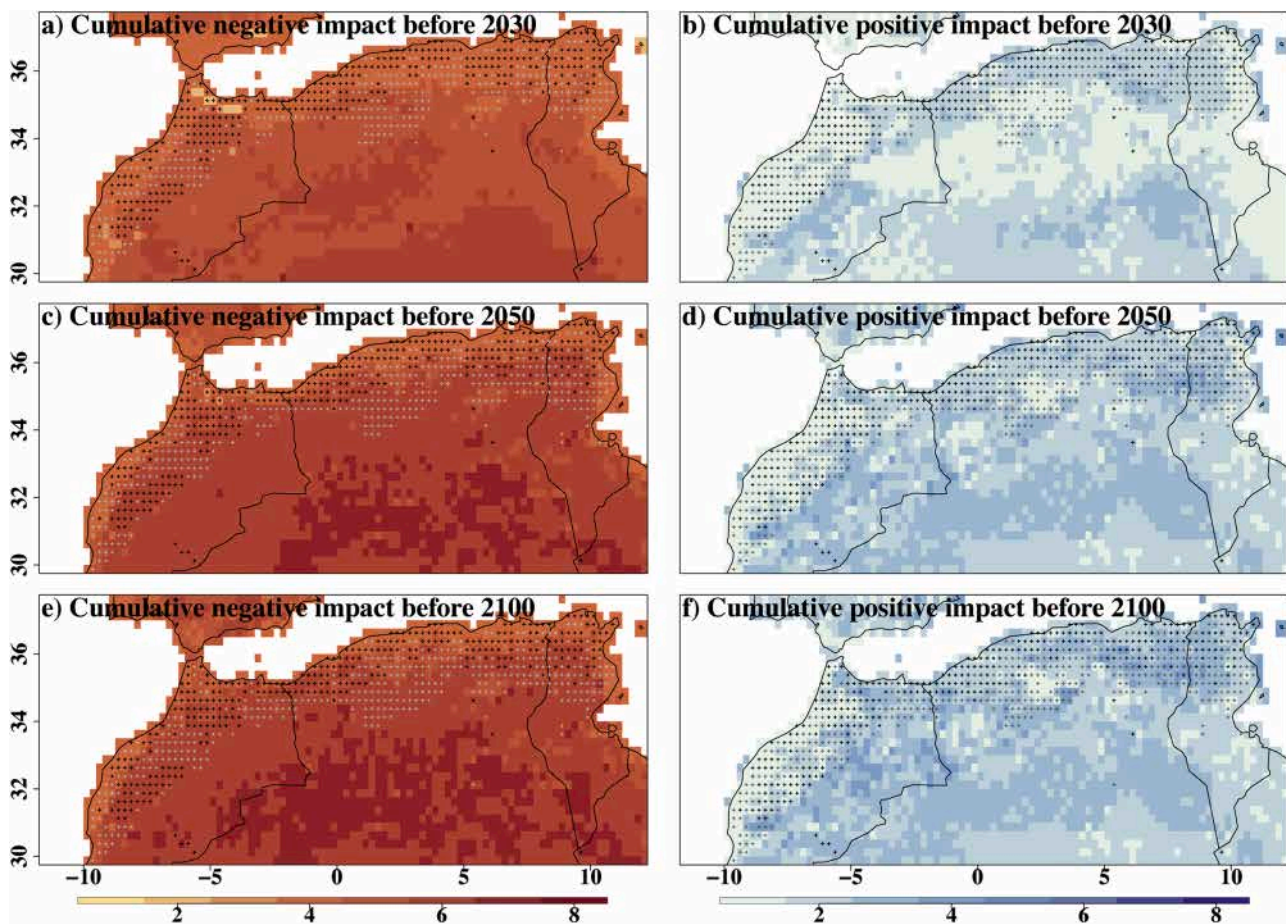 a) Cumulative negative impact before 2030
b) Cumulative positive impact before 2030
36
34
32
30
c) Cumulative negative impact before 2050
d) Cumulative positive impact before 2050
36
34
32
30
e) Cumulative negative impact before 2100
f) Cumulative positive impact before 2100
36
34
32
30
−10 −5 0 5 10
−10 −5 0 5 10
2 4 6 8
2 4 6 8